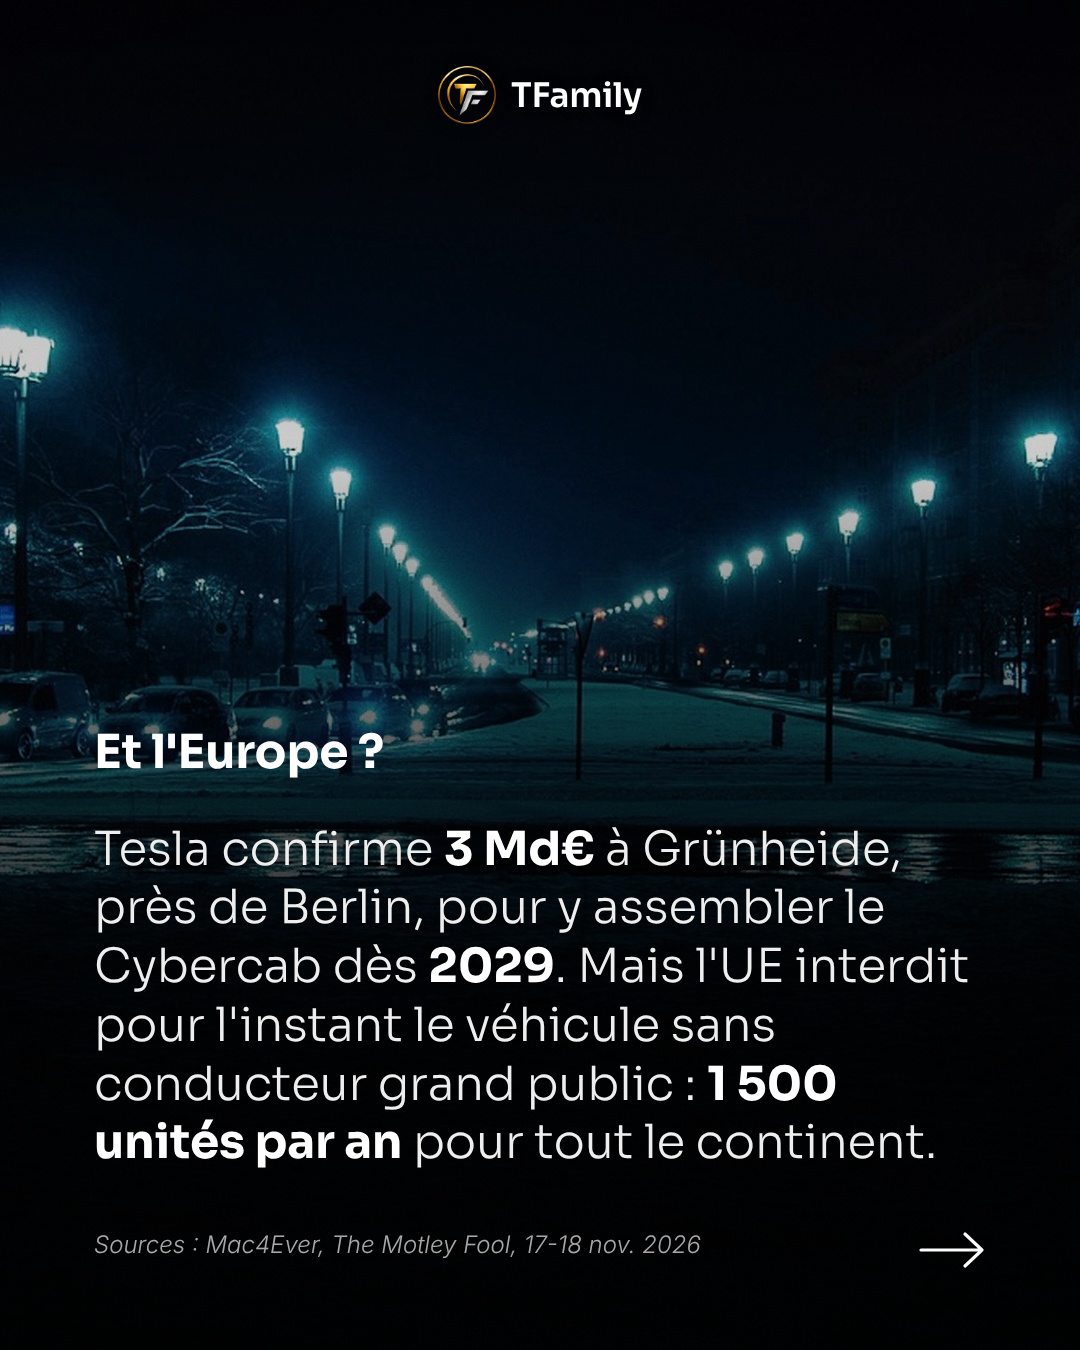 TFamily
Et l'Europe ?
Tesla confirme 3 Md€ à Grünheide,
près de Berlin, pour y assembler le
Cybercab dès 2029. Mais l'UE interdit
pour l'instant le véhicule sans
conducteur grand public : 1 500
unités par an pour tout le continent.
Sources : Mac4Ever, The Motley Fool, 17-18 nov. 2026